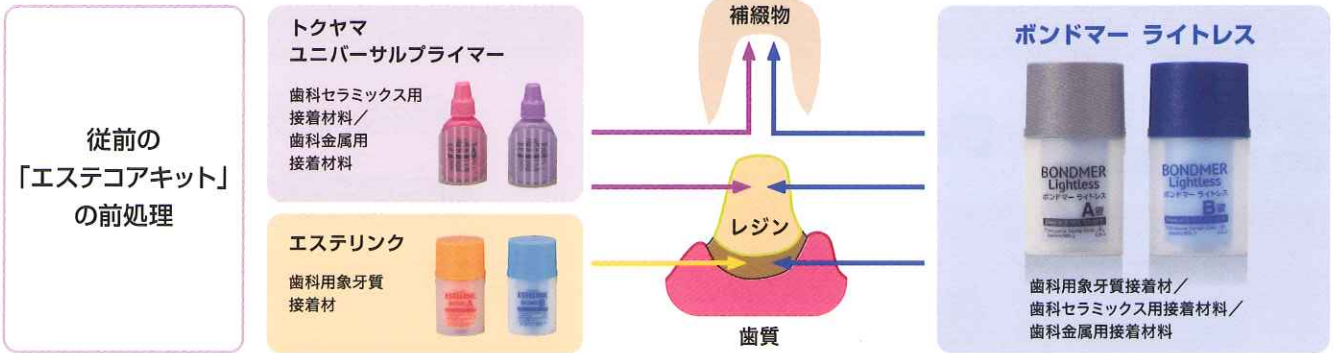 従前の
「エステコアキット」
の前処理
トクヤマ
ユニバーサルプライマー
歯科セラミックス用
接着材料／
歯科金属用
接着材料
エステリンク
歯科用象牙質
接着材
補綴物
レジン
歯質
ボンドマー ライトレス
BONDMER
Lightless
ボンドマー ライトレス
A液
BONDMER
Lightless
ボンドマー ライトレス
B液
歯科用象牙質接着材／
歯科セラミックス用接着材料／
歯科金属用接着材料